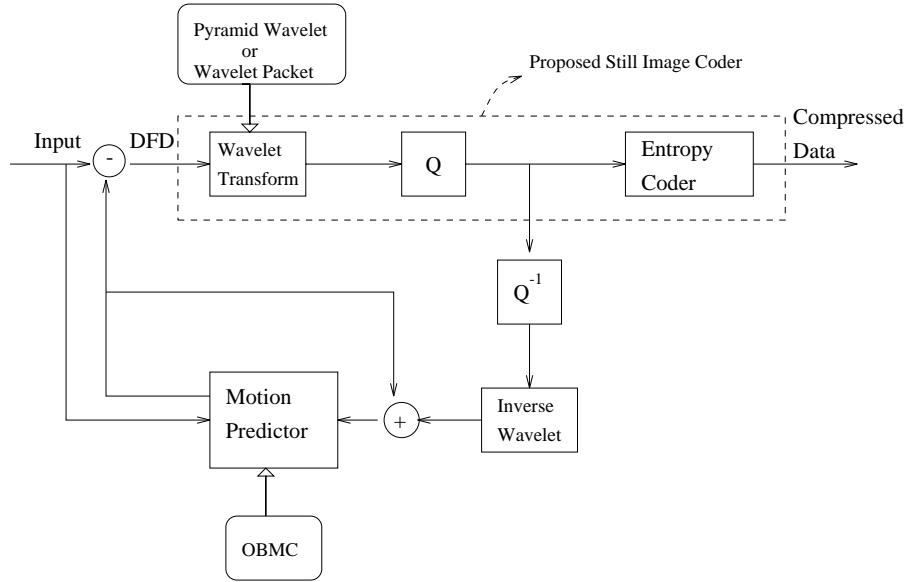 Pyramid Wavelet
or
Wavelet Packet
Proposed Still Image Coder
Input
DFD
Compressed
Data
-
Wavelet
Transform
Q
Entropy
Coder
Q-1
Motion
Predictor
+
Inverse
Wavelet
OBMC